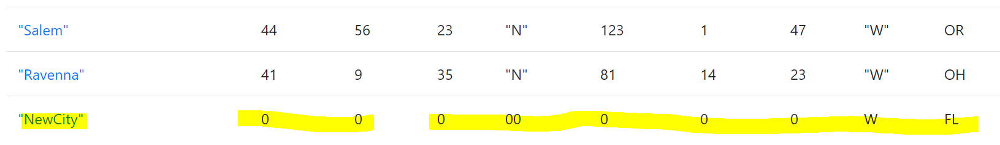 "Salem" 44 56 23 "N" 123 1 47 "W" OR
"Ravenna" 41 9 35 "N" 81 14 23 "W" OH
"NewCity" 0 0 0 00 0 0 0 W FL